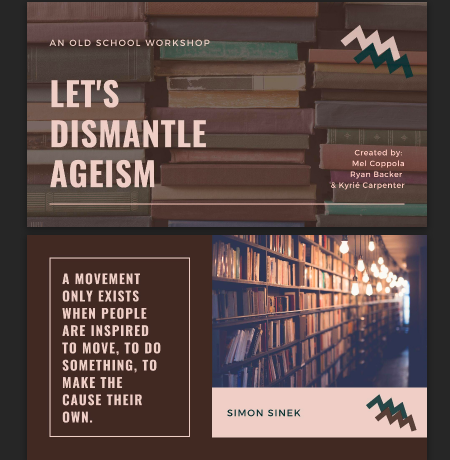 AN OLD SCHOOL WORKSHOP
LET'S
DISMANTLE
AGEISM
Created by:
Mel Coppola
Ryan Backer
& Kyrié Carpenter
A MOVEMENT
ONLY EXISTS
WHEN PEOPLE
ARE INSPIRED
TO MOVE, TO DO
SOMETHING, TO
MAKE THE
CAUSE THEIR
OWN.
SIMON SINEK